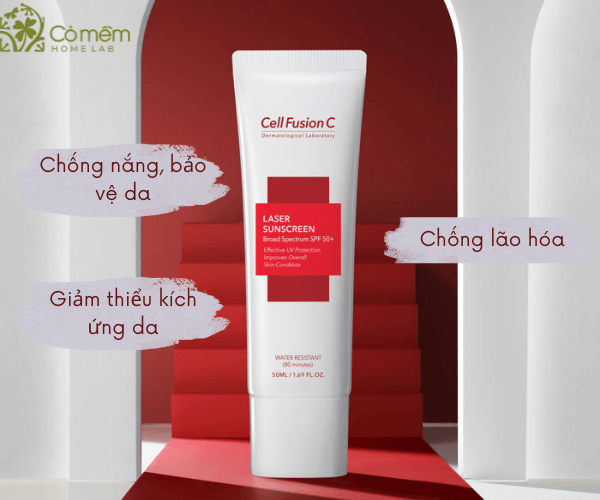 Cỏ mềm
HOME LAB
Cell Fusion C
Dermatological Laboratory
Chống nắng, bảo
vệ da
LASER
SUNSCREEN
Broad Spectrum SPF 50+
Effective UV Protection
Improves Overall
Skin Condition
Chống lão hóa
Giảm thiểu kích
ứng da
WATER RESISTANT
(80 minutes)
50ML / 1.69 FL.OZ.